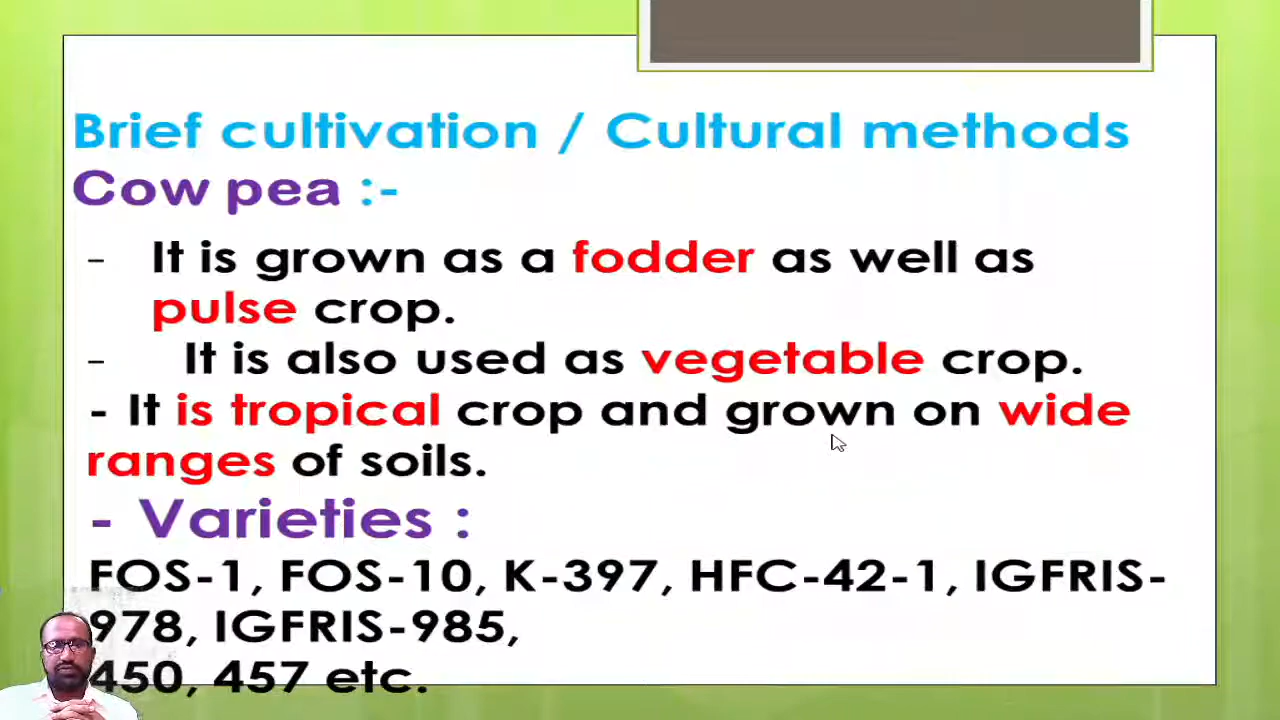 Brief cultivation / Cultural methods
Cow pea :-
- It is grown as a fodder as well as
pulse crop.
- It is also used as vegetable crop.
- It is tropical crop and grown on wide
ranges of soils.
- Varieties :
FOS-1, FOS-10, K-397, HFC-42-1, IGFRIS-
978, IGFRIS-985,
450, 457 etc.